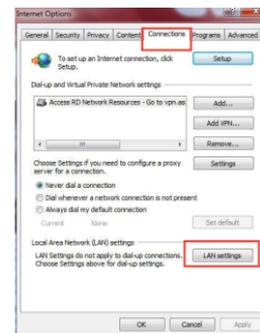 Internet Options
General Security Privacy Content Connections Programs Advanced
To set up an Internet connection, click
Setup.
Setup
Dial-up and Virtual Private Network settings
Access RD Network Resources - Go to vpn.as
Add...
Add VPN...
Remove...
Choose Settings if you need to configure a proxy
server for a connection.
Settings
Never dial a connection
Dial whenever a network connection is not present
Always dial my default connection
Current None
Set default
Local Area Network (LAN) settings
LAN Settings do not apply to dial-up connections.
Choose Settings above for dial-up settings.
LAN settings
OK Cancel Apply